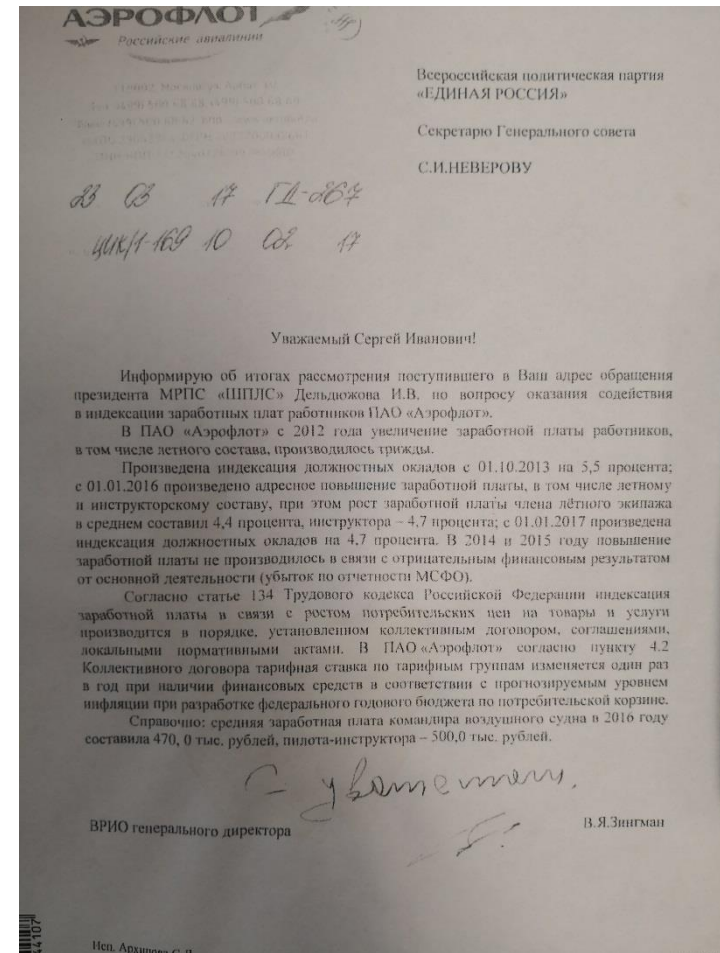 АЭРОФЛОТ
Российские авиалинии
Всероссийская политическая партия
«ЕДИНАЯ РОССИЯ»
Секретарю Генерального совета
С.И.НЕВЕРОВУ
23 03 17 ГД-267
ЦИК/1-169 10 02 17
Уважаемый Сергей Иванович!
Информирую об итогах рассмотрения поступившего в Ваш адрес обращения
президента МРПС «ШПЛС» Дельдюжова И.В. по вопросу оказания содействия
в индексации заработных плат работников ПАО «Аэрофлот».
В ПАО «Аэрофлот» с 2012 года увеличение заработной платы работников,
в том числе летного состава, производилось трижды.
Произведена индексация должностных окладов с 01.10.2013 на 5,5 процента;
с 01.01.2016 произведено адресное повышение заработной платы, в том числе летному
и инструкторскому составу, при этом рост заработной платы члена лётного экипажа
в среднем составил 4,4 процента, инструктора – 4,7 процента; с 01.01.2017 произведена
индексация должностных окладов на 4,7 процента. В 2014 и 2015 году повышение
заработной платы не производилось в связи с отрицательным финансовым результатом
от основной деятельности (убыток по отчетности МСФО).
Согласно статье 134 Трудового кодекса Российской Федерации индексация
заработной платы в связи с ростом потребительских цен на товары и услуги
производится в порядке, установленном коллективным договором, соглашениями,
локальными нормативными актами. В ПАО «Аэрофлот» согласно пункту 4.2
Коллективного договора тарифная ставка по тарифным группам изменяется один раз
в год при наличии финансовых средств в соответствии с прогнозируемым уровнем
инфляции при разработке федерального годового бюджета по потребительской корзине.
Справочно: средняя заработная плата командира воздушного судна в 2016 году
составила 470, 0 тыс. рублей, пилота-инструктора – 500,0 тыс. рублей.
С уважением,
ВРИО генерального директора
В.Я.Зингман
44107
Исп. Архипова С.Л.